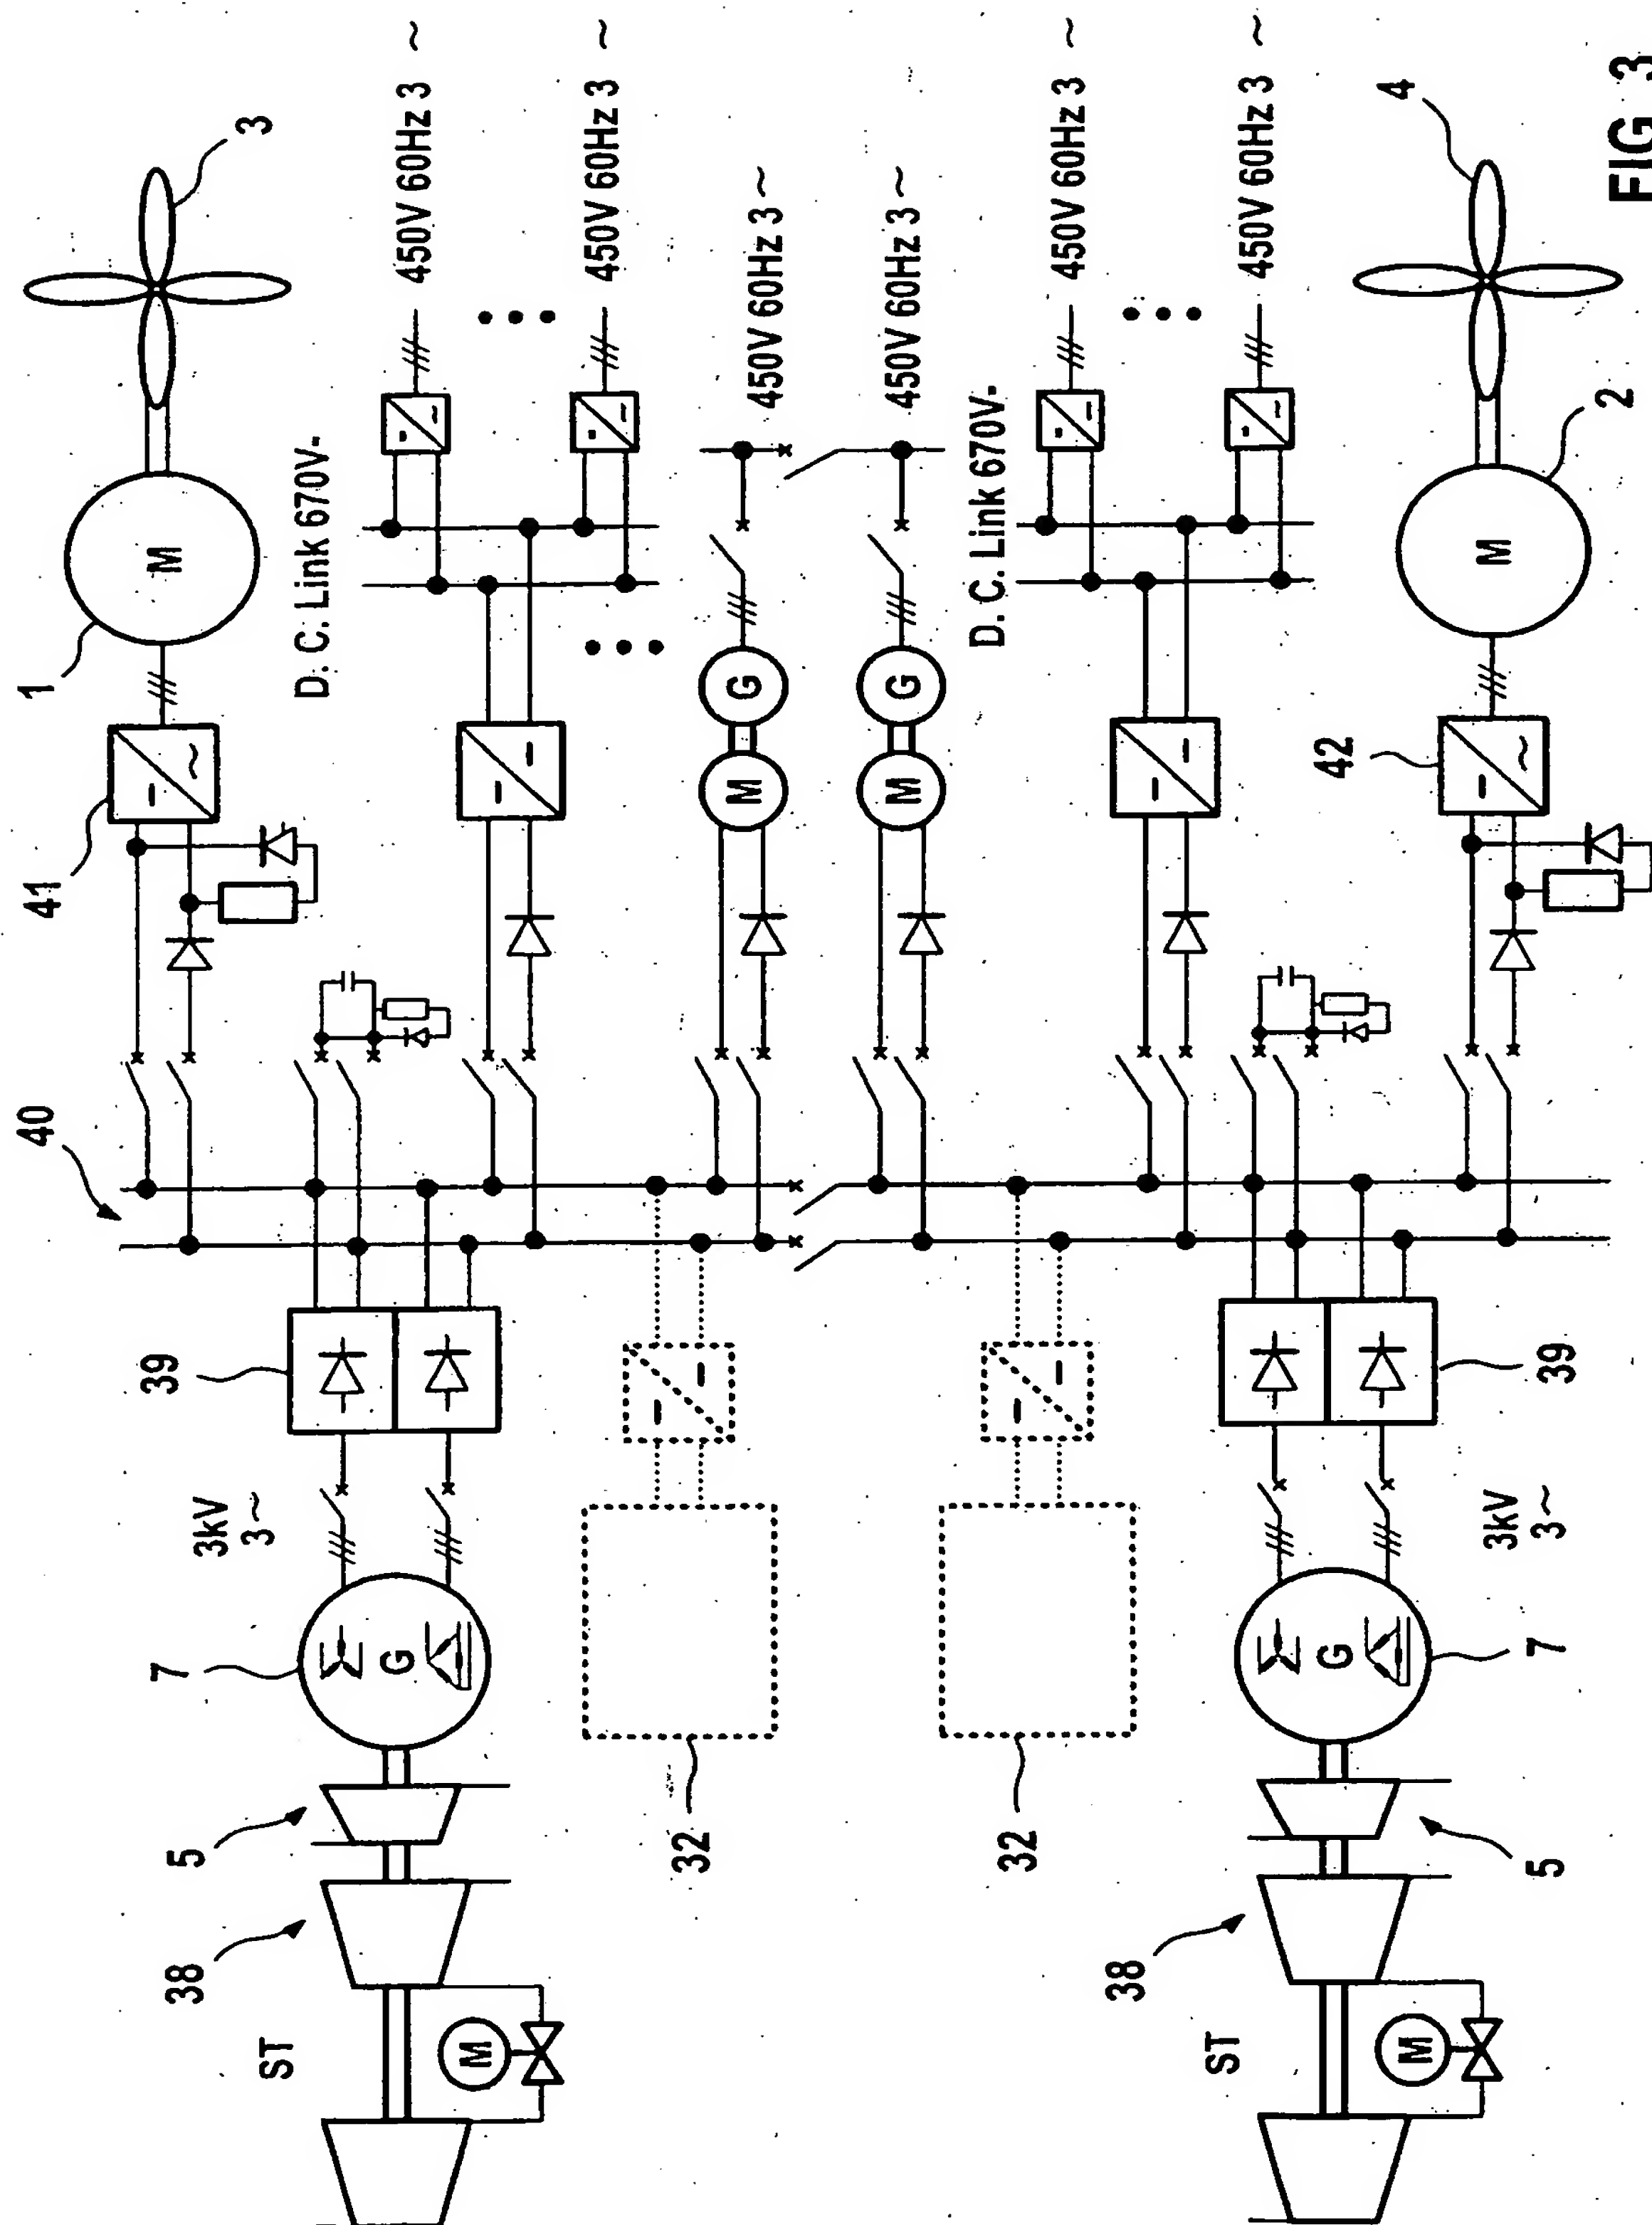 FIG 3
3
4
450V 60Hz 3 ~
450V 60Hz 3 ~
450V 60Hz 3~
450V 60Hz 3~
450V 60Hz 3 ~
450V 60Hz 3 ~
1
M
D. C. Link 670V-
D. C. Link 670V-
M
2
41
~
G
G
M
M
42
~
40
39
39
3kV
3~
3kV
3~
7
G
G
7
5
32
32
5
38
38
ST
M
ST
M